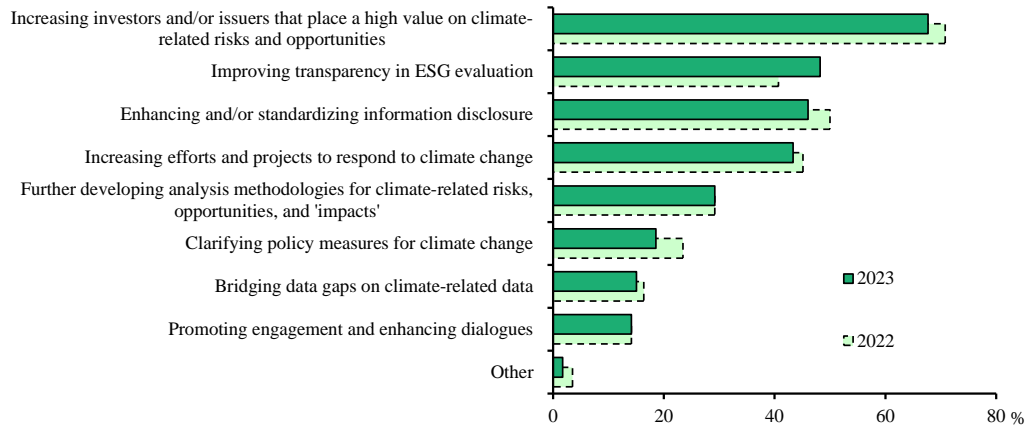 Increasing investors and/or issuers that place a high value on climate-
related risks and opportunities
Improving transparency in ESG evaluation
Enhancing and/or standardizing information disclosure
Increasing efforts and projects to respond to climate change
Further developing analysis methodologies for climate-related risks,
opportunities, and 'impacts'
Clarifying policy measures for climate change
Bridging data gaps on climate-related data
Promoting engagement and enhancing dialogues
Other
2023
2022
0 20 40 60 80 %